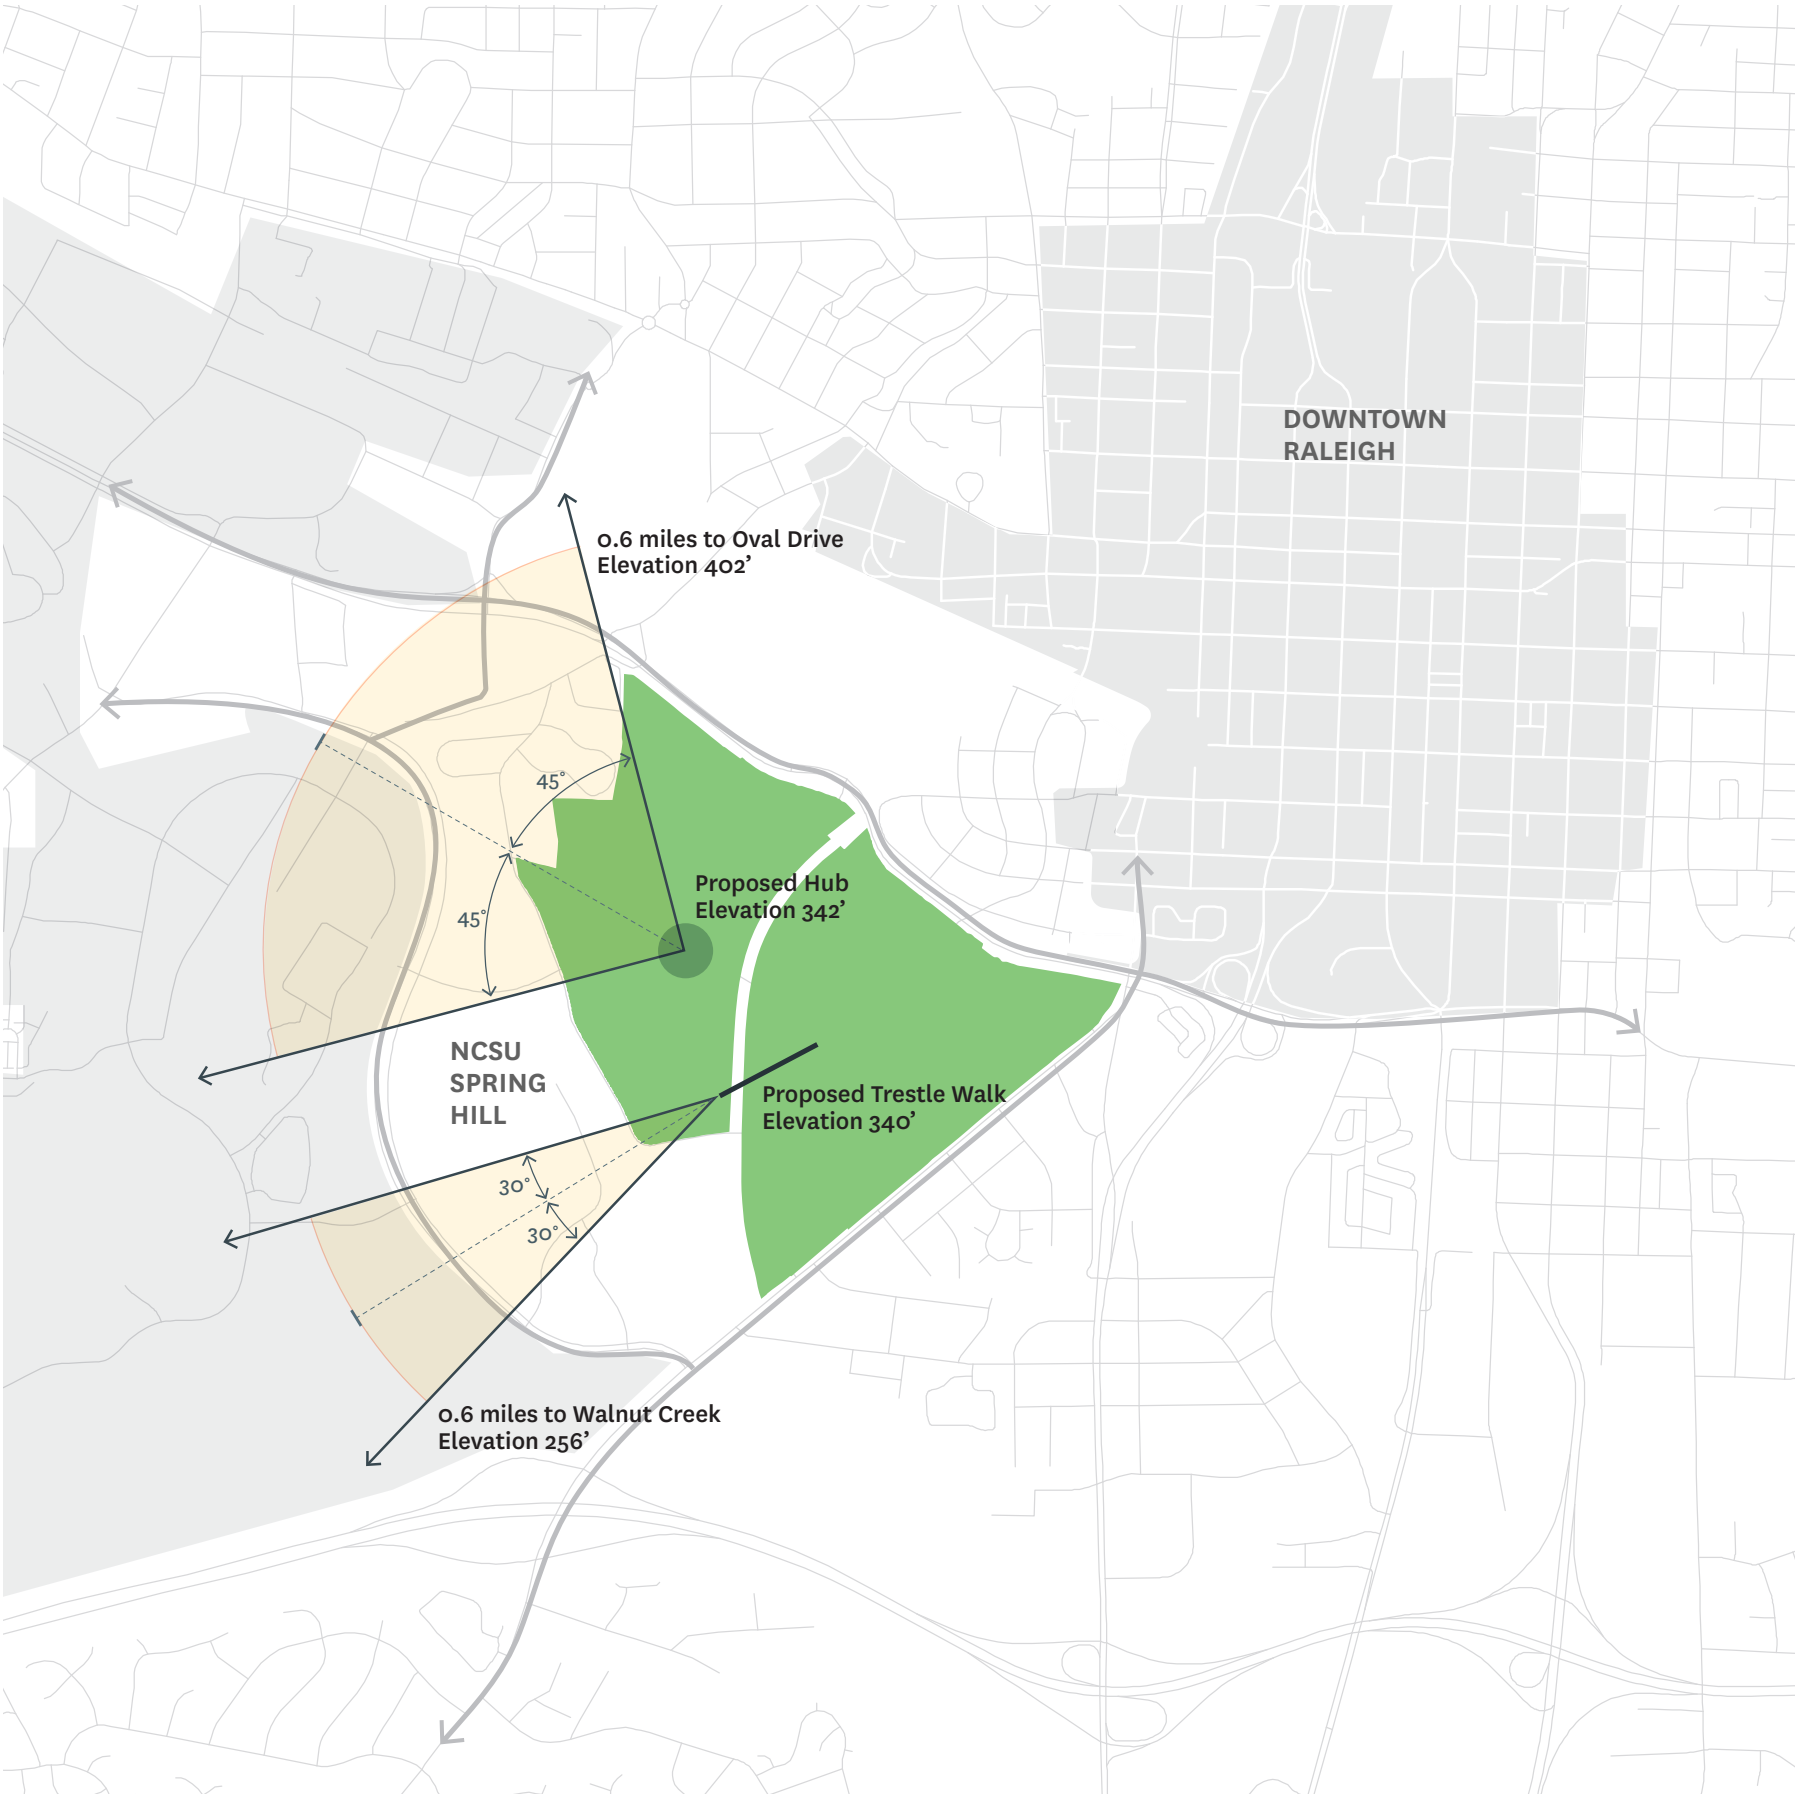 DOWNTOWN
RALEIGH
0.6 miles to Oval Drive
Elevation 402’
45°
Proposed Hub
Elevation 342’
45°
NCSU
SPRING
HILL
Proposed Trestle Walk
Elevation 340’
30°
30°
0.6 miles to Walnut Creek
Elevation 256’